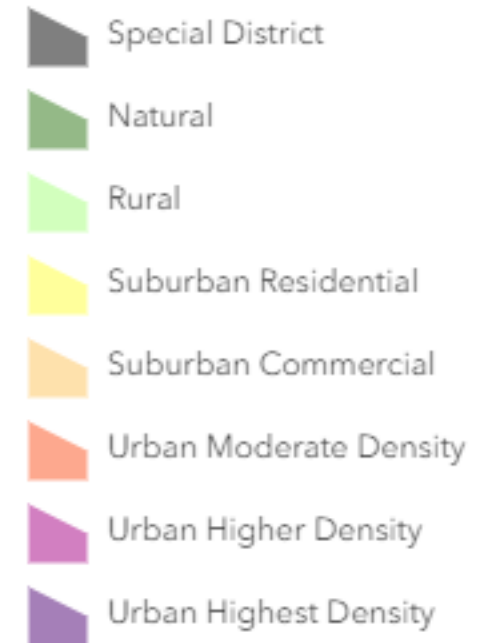 Special District
Natural
Rural
Suburban Residential
Suburban Commercial
Urban Moderate Density
Urban Higher Density
Urban Highest Density